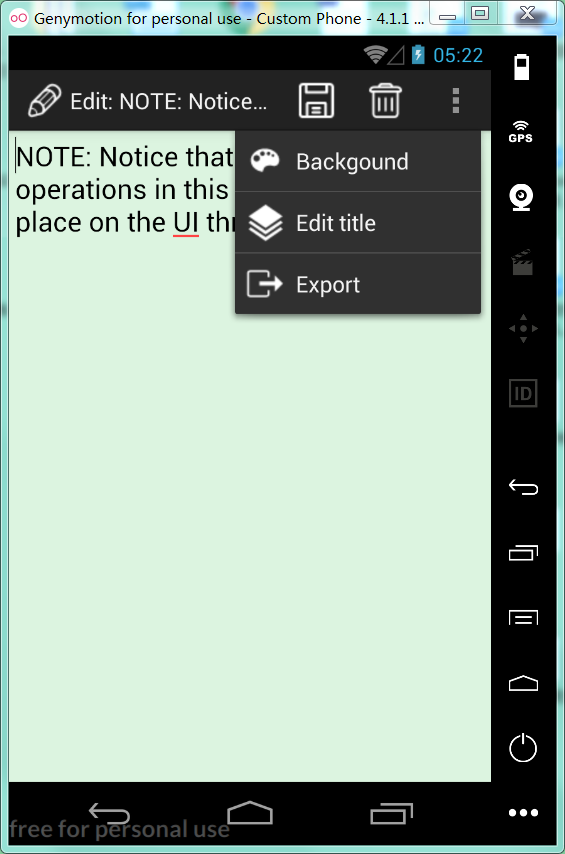 Genymotion for personal use - Custom Phone - 4.1.1 ...
05:22
Edit: NOTE: Notice...
GPS
NOTE: Notice that
operations in this
place on the UI thr
Backgound
Edit title
Export
ID
free for personal use